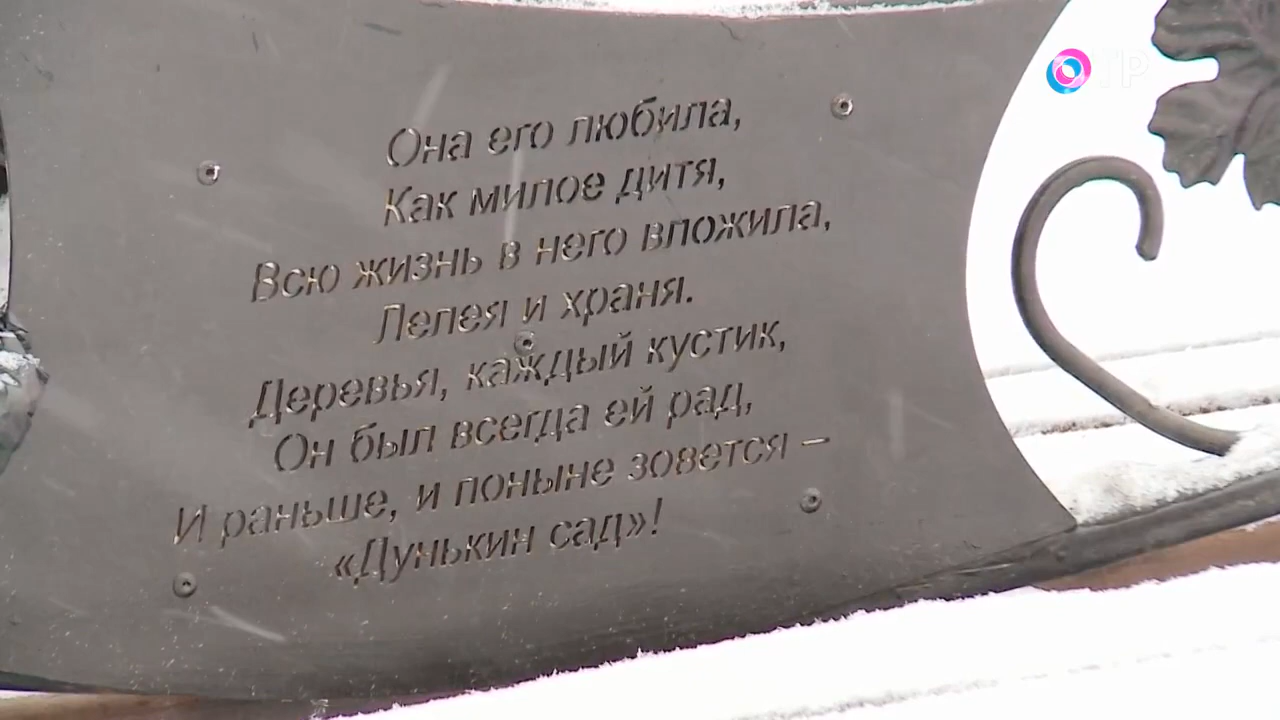 ОТР
Она его любила,
Как милое дитя,
Всю жизнь в него вложила,
Лелея и храня.
Деревья, каждый кустик,
Он был всегда ей рад,
И раньше, и поныне зовется –
«Дунькин сад»!